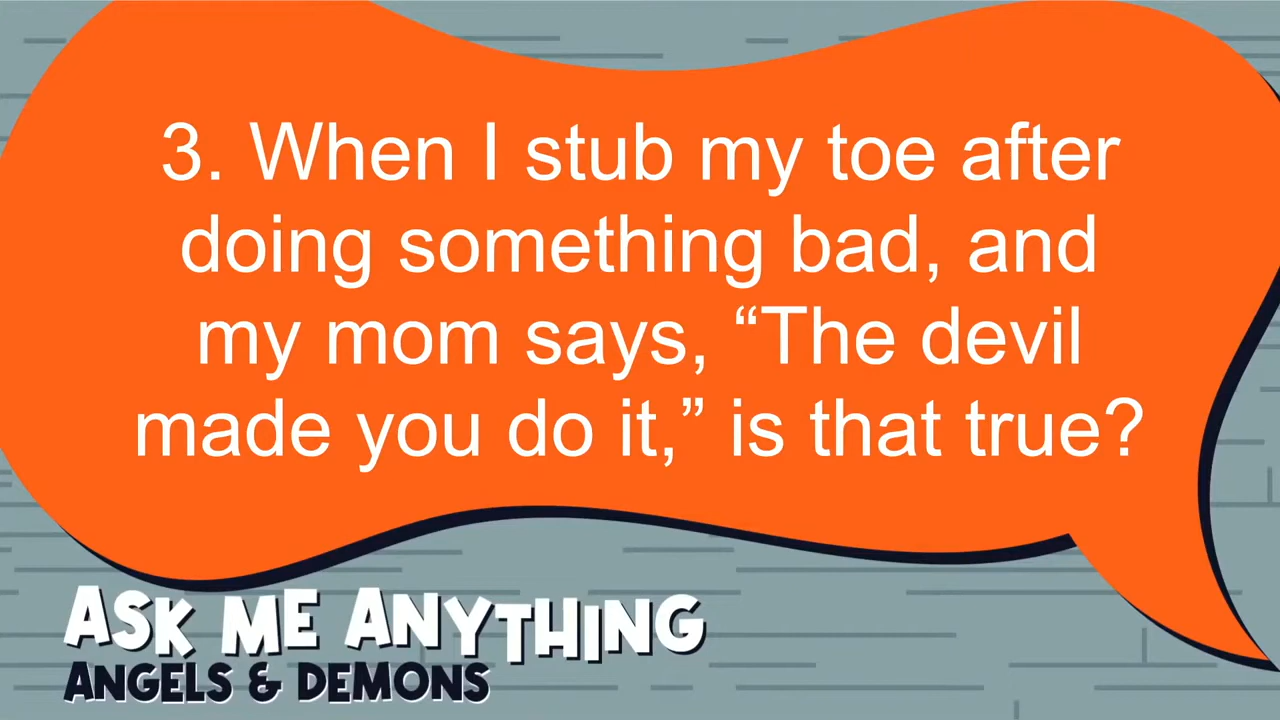 3. When I stub my toe after
doing something bad, and
my mom says, “The devil
made you do it,” is that true?
ASK ME ANYTHING
ANGELS & DEMONS